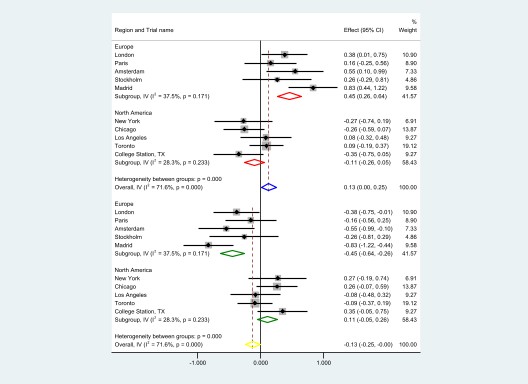 %
Region and Trial name Effect (95% CI) Weight
Europe
London 0.38 (0.01, 0.75) 10.90
Paris 0.16 (-0.25, 0.56) 8.90
Amsterdam 0.55 (0.10, 0.99) 7.33
Stockholm 0.26 (-0.29, 0.81) 4.86
Madrid 0.83 (0.44, 1.22) 9.58
Subgroup, IV (I² = 37.5%, p = 0.171) 0.45 (0.26, 0.64) 41.57
North America
New York -0.27 (-0.74, 0.19) 6.91
Chicago -0.26 (-0.59, 0.07) 13.87
Los Angeles 0.08 (-0.32, 0.48) 9.27
Toronto 0.09 (-0.19, 0.37) 19.12
College Station, TX -0.35 (-0.75, 0.05) 9.27
Subgroup, IV (I² = 28.3%, p = 0.233) -0.11 (-0.26, 0.05) 58.43
Heterogeneity between groups: p = 0.000
Overall, IV (I² = 71.6%, p = 0.000) 0.13 (0.00, 0.25) 100.00
Europe
London -0.38 (-0.75, -0.01) 10.90
Paris -0.16 (-0.56, 0.25) 8.90
Amsterdam -0.55 (-0.99, -0.10) 7.33
Stockholm -0.26 (-0.81, 0.29) 4.86
Madrid -0.83 (-1.22, -0.44) 9.58
Subgroup, IV (I² = 37.5%, p = 0.171) -0.45 (-0.64, -0.26) 41.57
North America
New York 0.27 (-0.19, 0.74) 6.91
Chicago 0.26 (-0.07, 0.59) 13.87
Los Angeles -0.08 (-0.48, 0.32) 9.27
Toronto -0.09 (-0.37, 0.19) 19.12
College Station, TX 0.35 (-0.05, 0.75) 9.27
Subgroup, IV (I² = 28.3%, p = 0.233) 0.11 (-0.05, 0.26) 58.43
Heterogeneity between groups: p = 0.000
Overall, IV (I² = 71.6%, p = 0.000) -0.13 (-0.25, -0.00) 100.00
-1.000 0.000 1.000